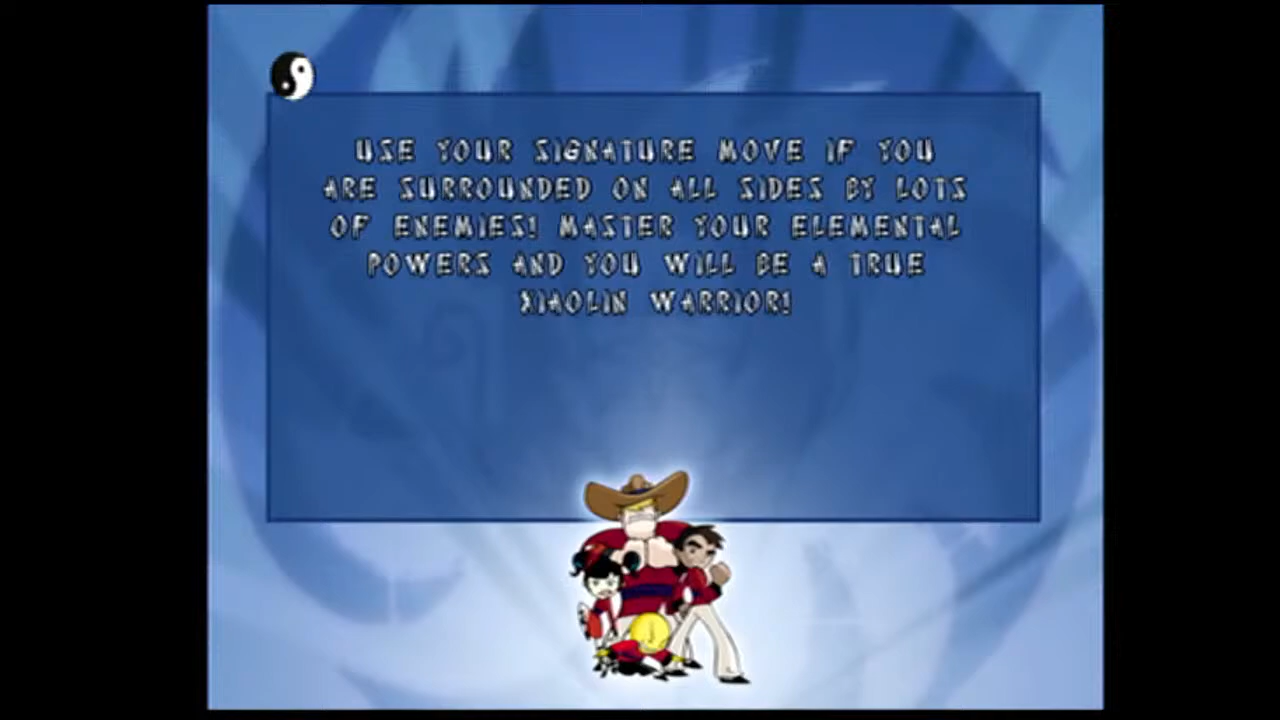 USE YOUR SIGNATURE MOVE IF YOU
ARE SURROUNDED ON ALL SIDES BY LOTS
OF ENEMIES! MASTER YOUR ELEMENTAL
POWERS AND YOU WILL BE A TRUE
XIAOLIN WARRIOR!